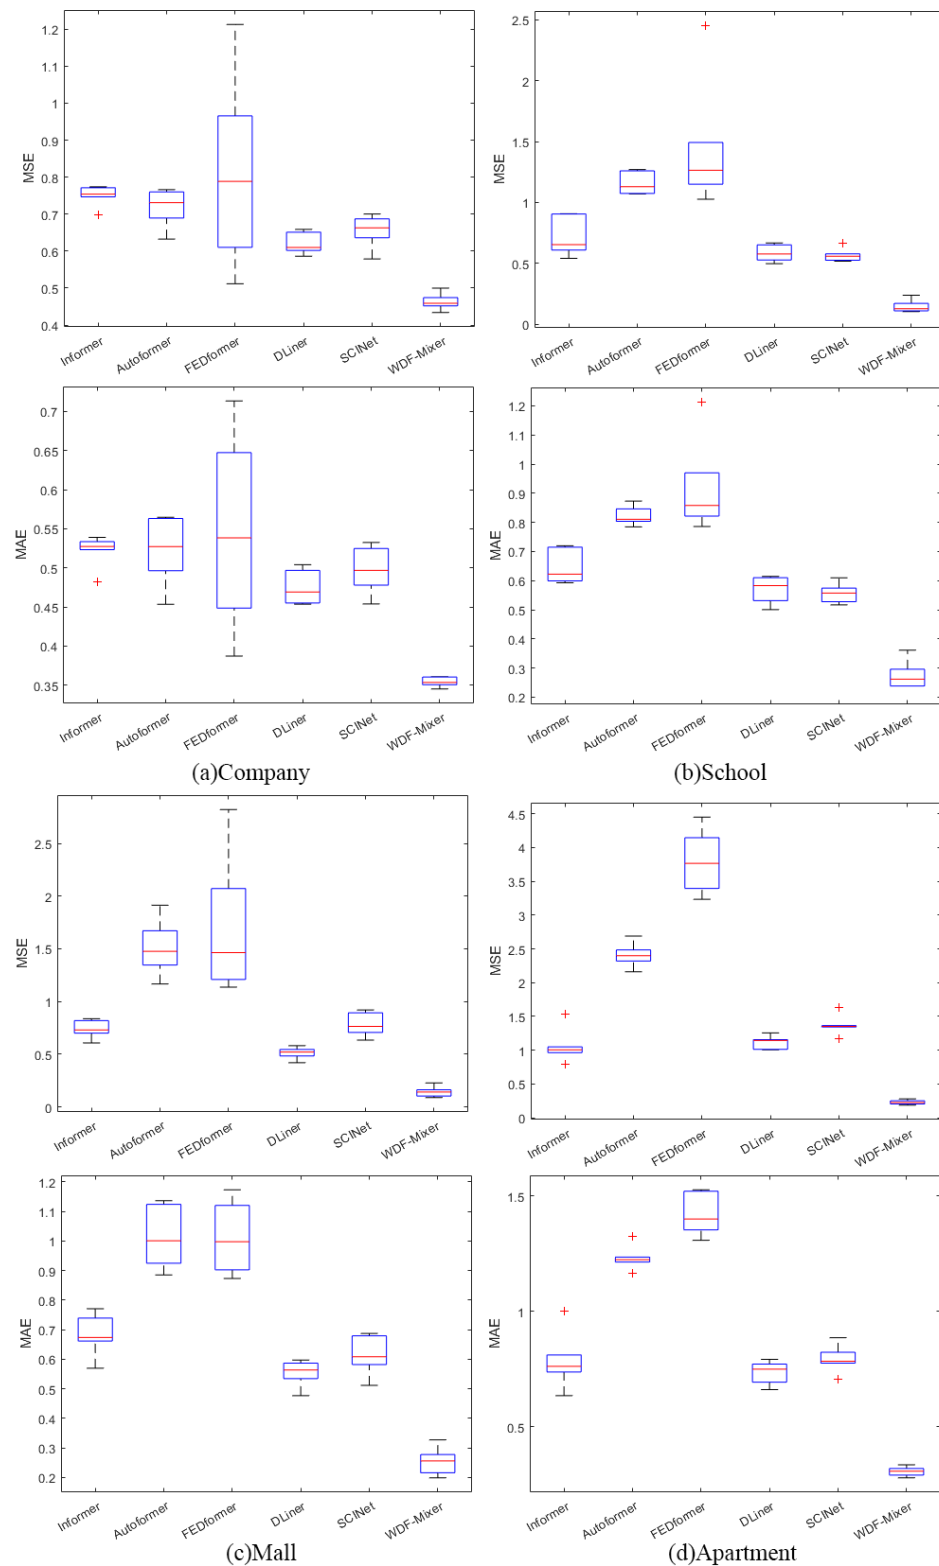 1.2
1
0.9
0.8
0.7
0.6
0.5
0.4
MSE
Informer
Autoformer
FEDformer
DLiner
SCINet
WDF-Mixer
2.5
2
1.5
1
0.5
0
MSE
Informer
Autoformer
FEDformer
DLiner
SCINet
WDF-Mixer
0.7
0.65
0.6
0.55
0.5
0.45
0.4
0.35
MAE
Informer
Autoformer
FEDformer
DLiner
SCINet
WDF-Mixer
(a)Company
1.2
1.1
1
0.9
0.8
0.7
0.6
0.5
0.4
0.3
0.2
MAE
Informer
Autoformer
FEDformer
DLiner
SCINet
WDF-Mixer
(b)School
2.5
2
1.5
1
0.5
0
MSE
Informer
Autoformer
FEDformer
DLiner
SCINet
WDF-Mixer
4.5
4
3.5
3
2.5
2
1.5
1
0.5
0
MSE
Informer
Autoformer
FEDformer
DLiner
SCINet
WDF-Mixer
1.2
1.1
1
0.9
0.8
0.7
0.6
0.5
0.4
0.3
0.2
MAE
Informer
Autoformer
FEDformer
DLiner
SCINet
WDF-Mixer
(c)Mall
1.5
1
0.5
MAE
Informer
Autoformer
FEDformer
DLiner
SCINet
WDF-Mixer
(d)Apartment